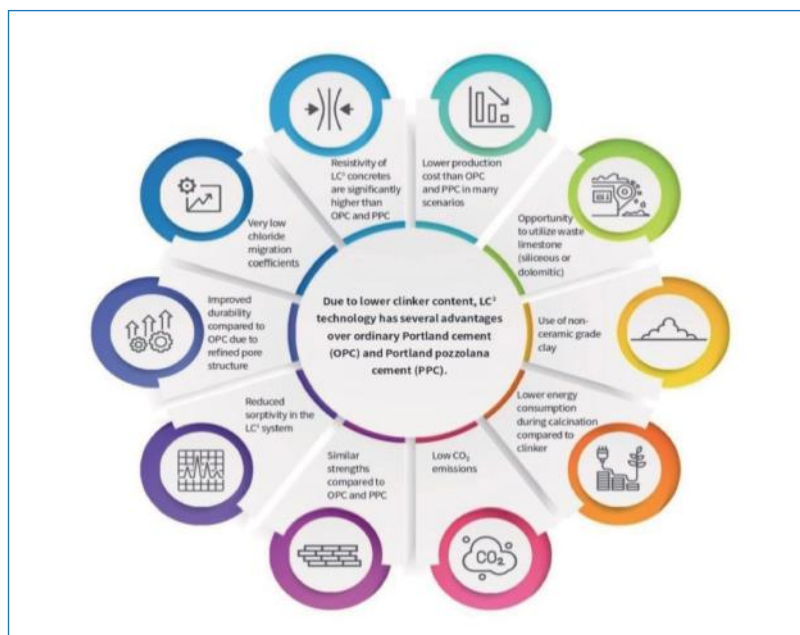 Resistivity of
LC³ concretes
are significantly
higher than
OPC and PPC
Lower production
cost than OPC
and PPC in many
scenarios
Opportunity
to utilize waste
limestone
(siliceous or
dolomitic)
Use of non-
ceramic grade
clay
Lower energy
consumption
during calcination
compared to
clinker
Low CO₂
emissions
CO₂
Similar
strengths
compared to
OPC and PPC
Reduced
sorptivity in the
LC³ system
Improved
durability
compared to
OPC due to
refined pore
structure
Very low
chloride
migration
coefficients
Due to lower clinker content, LC³
technology has several advantages
over ordinary Portland cement
(OPC) and Portland pozzolana
cement (PPC).